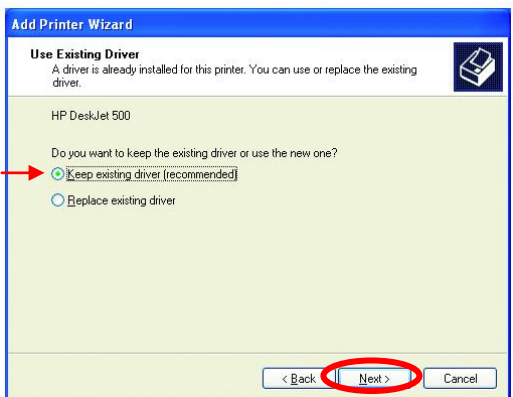 Add Printer Wizard
Use Existing Driver
A driver is already installed for this printer. You can use or replace the existing
driver.
HP DeskJet 500
Do you want to keep the existing driver or use the new one?
Keep existing driver (recommended)
Replace existing driver
< Back
Next >
Cancel